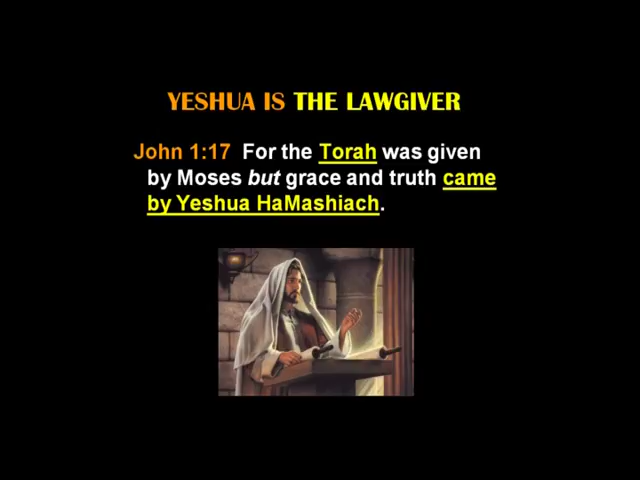 YESHUA IS THE LAWGIVER
John 1:17 For the Torah was given
by Moses but grace and truth came
by Yeshua HaMashiach.